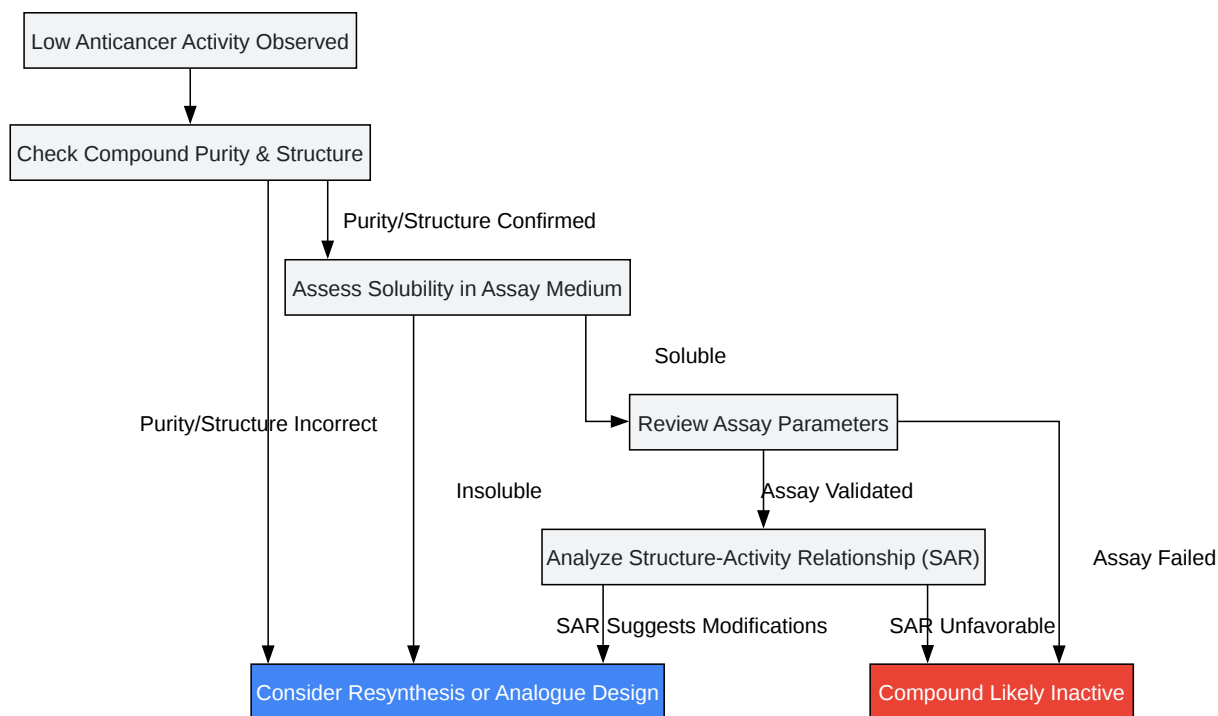 Low Anticancer Activity Observed
Check Compound Purity & Structure
Purity/Structure Confirmed
Assess Solubility in Assay Medium
Soluble
Purity/Structure Incorrect
Review Assay Parameters
Insoluble
Assay Validated
Analyze Structure-Activity Relationship (SAR)
Assay Failed
SAR Suggests Modifications
SAR Unfavorable
Consider Resynthesis or Analogue Design
Compound Likely Inactive